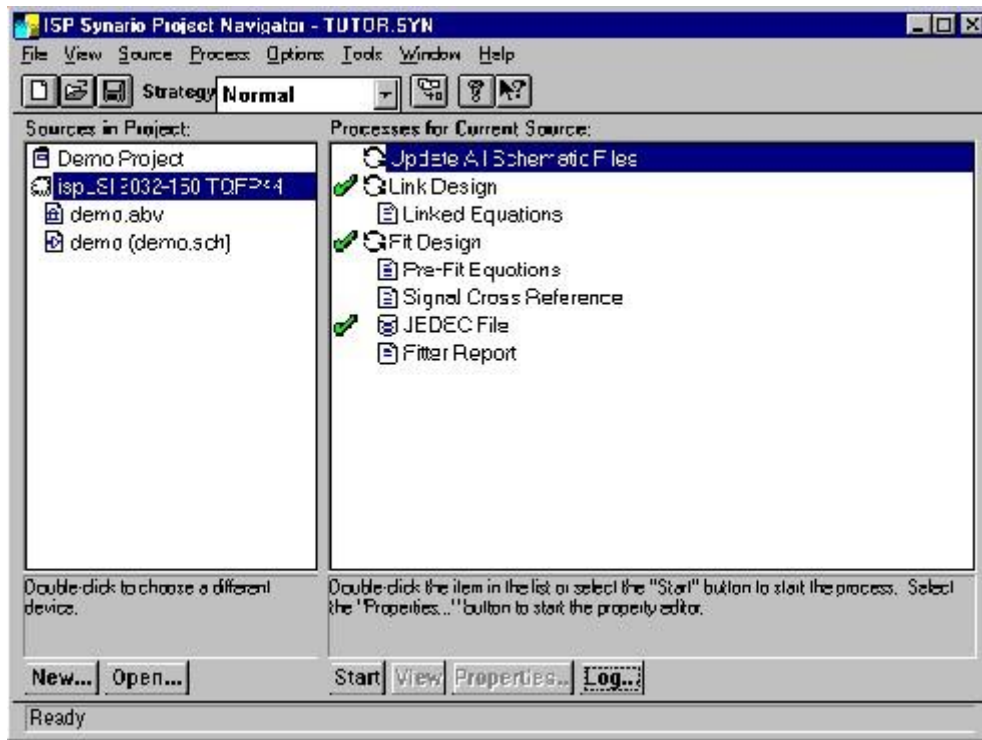 ISP Synario Project Navigator - TUTOR.SYN
File View Source Process Options Tools Window Help
Strategy Normal
Sources in Project:
Processes for Current Source:
Demo Project
ispLSI 2032-150 TQFP44
demo.abv
demo (demo.sch)
Update All Schematic Files
Link Design
Linked Equations
Fit Design
Pre-Fit Equations
Signal Cross Reference
JEDEC File
Fitter Report
Double-click to choose a different
device.
Double-click the item in the list or select the "Start" button to start the process. Select
the "Properties..." button to start the property editor.
New... Open...
Start View Properties... Log...
Ready